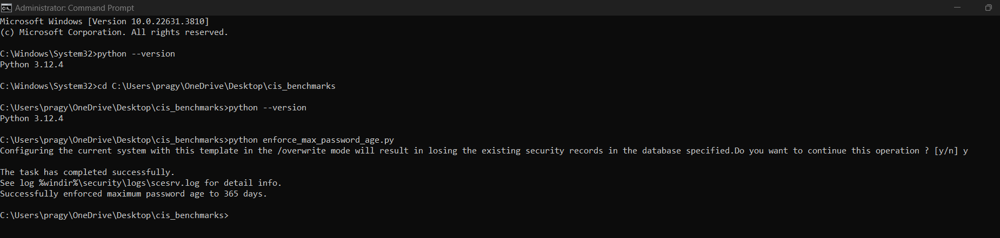 Administrator: Command Prompt
Microsoft Windows [Version 10.0.22631.3810]
(c) Microsoft Corporation. All rights reserved.
C:\Windows\System32>python --version
Python 3.12.4
C:\Windows\System32>cd C:\Users\pragy\OneDrive\Desktop\cis_benchmarks
C:\Users\pragy\OneDrive\Desktop\cis_benchmarks>python --version
Python 3.12.4
C:\Users\pragy\OneDrive\Desktop\cis_benchmarks>python enforce_max_password_age.py
Configuring the current system with this template in the /overwrite mode will result in losing the existing security records in the database specified.Do you want to continue this operation ? [y/n] y
The task has completed successfully.
See log %windir%\security\logs\scesrv.log for detail info.
Successfully enforced maximum password age to 365 days.
C:\Users\pragy\OneDrive\Desktop\cis_benchmarks>